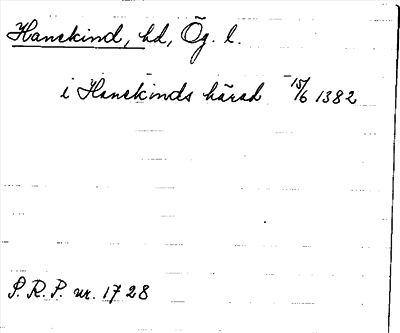 Hanekind, hd, Ög. l.
i Hanekinds härad 15/6 1382
S. R. P. nr. 1728